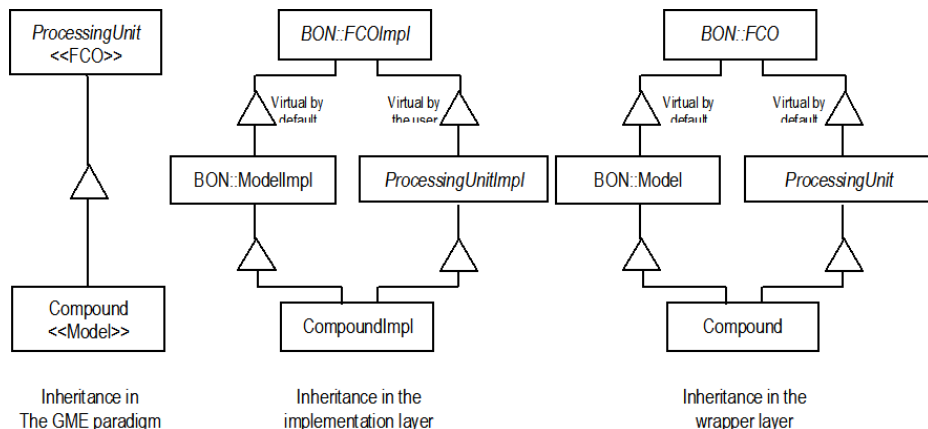 ProcessingUnit
<<FCO>>
Compound
<<Model>>
Inheritance in
The GME paradigm
BON::FCOImpl
Virtual by
default
Virtual by
the user
BON::ModelImpl
ProcessingUnitImpl
CompoundImpl
Inheritance in the
implementation layer
BON::FCO
Virtual by
default
Virtual by
default
BON::Model
ProcessingUnit
Compound
Inheritance in the
wrapper layer